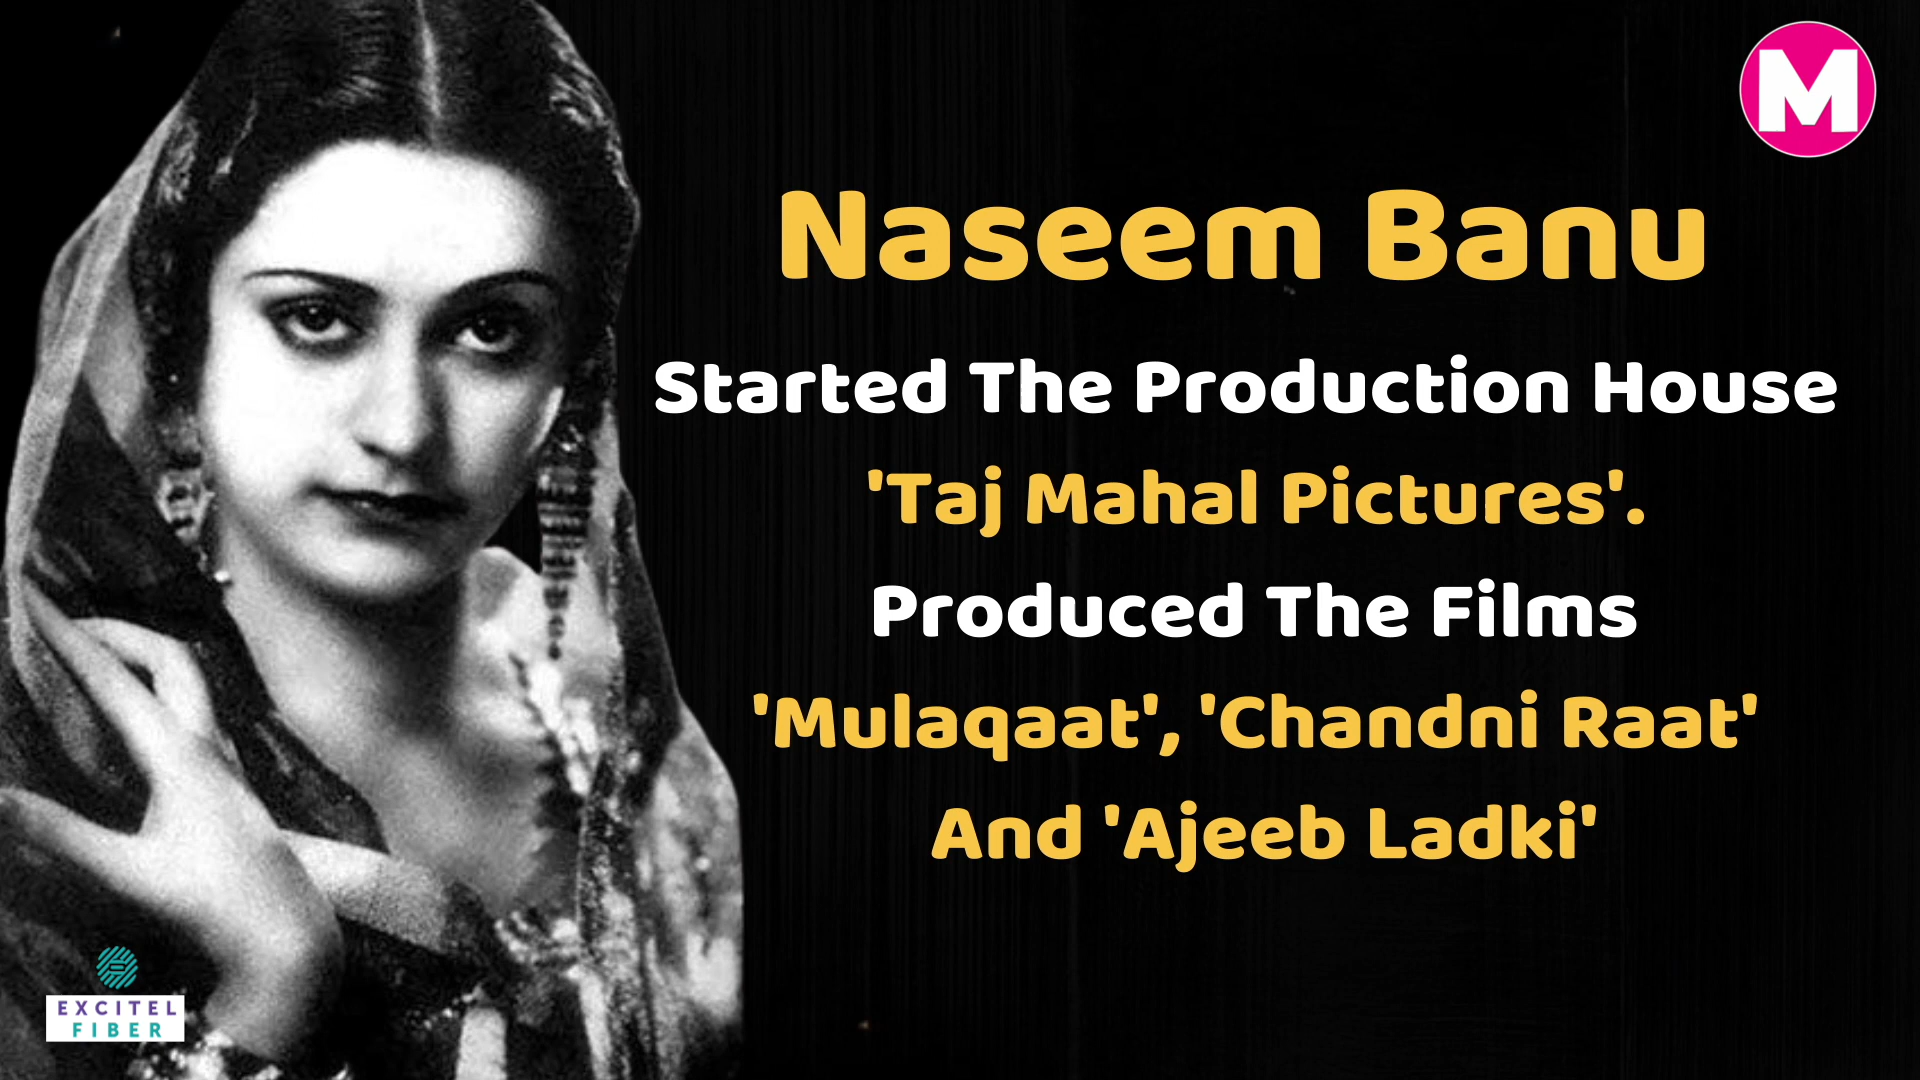 M
Naseem Banu
Started The Production House
'Taj Mahal Pictures'.
Produced The Films
'Mulaqaat', 'Chandni Raat'
And 'Ajeeb Ladki'
EXCITEL
FIBER